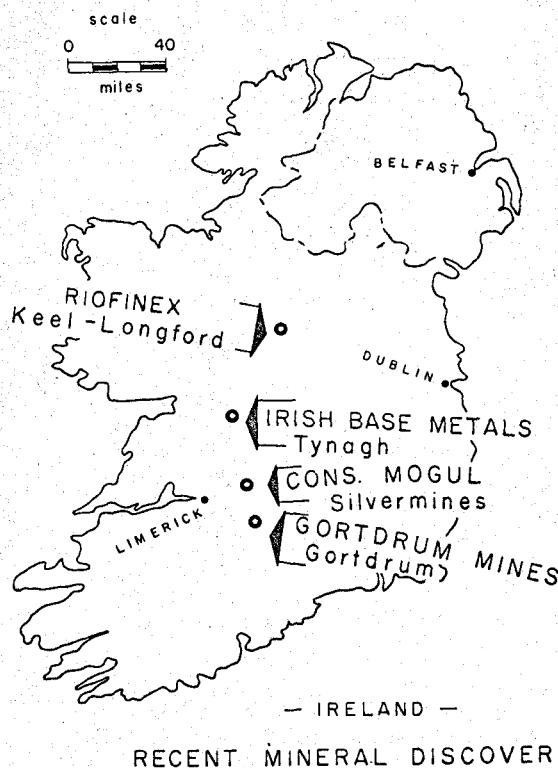 scale
0 40
miles
BELFAST
RIOFINEX
Keel-Longford
DUBLIN
IRISH BASE METALS
Tynagh
CONS. MOGUL
Silvermines
LIMERICK
GORTDRUM MINES
Gortdrum
— IRELAND —
RECENT MINERAL DISCOVER